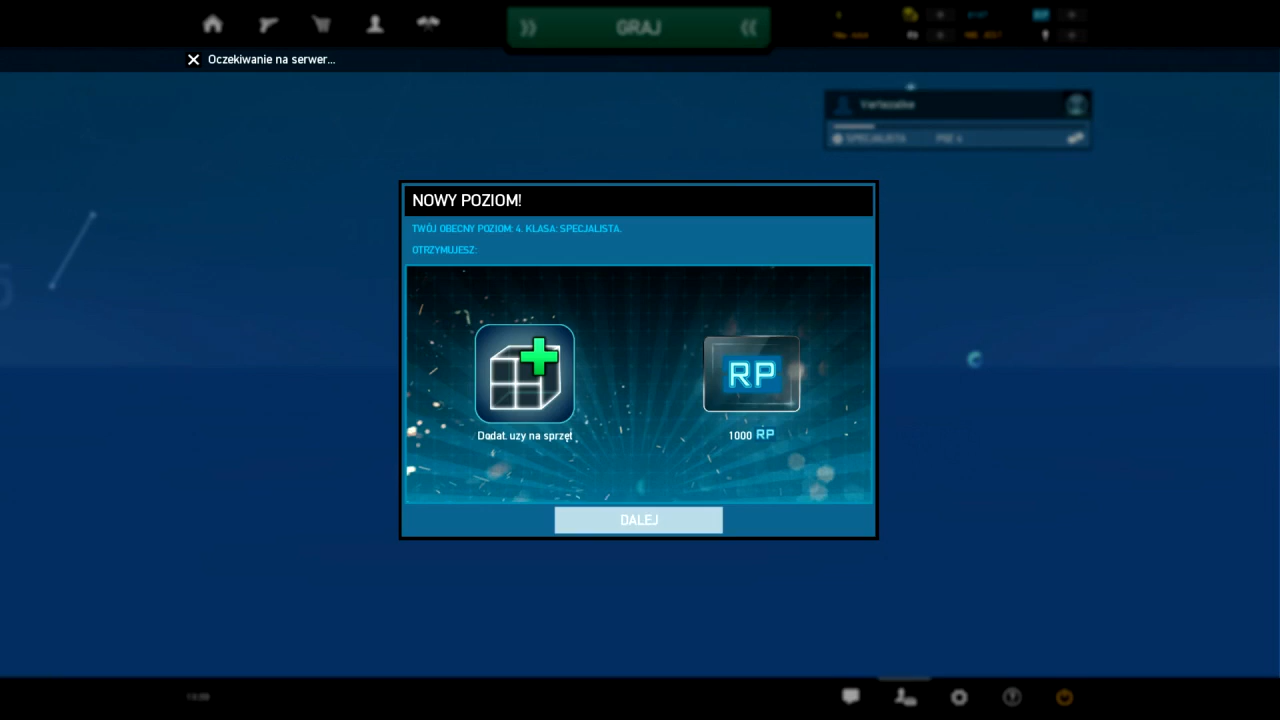 GRAJ
Oczekiwanie na serwer...
SPECJALISTA
NOWY POZIOM!
TWÓJ OBECNY POZIOM: 4. KLASA: SPECJALISTA.
OTRZYMUJESZ:
RP
Dodat. uzy na sprzęt
1000 RP
DALEJ